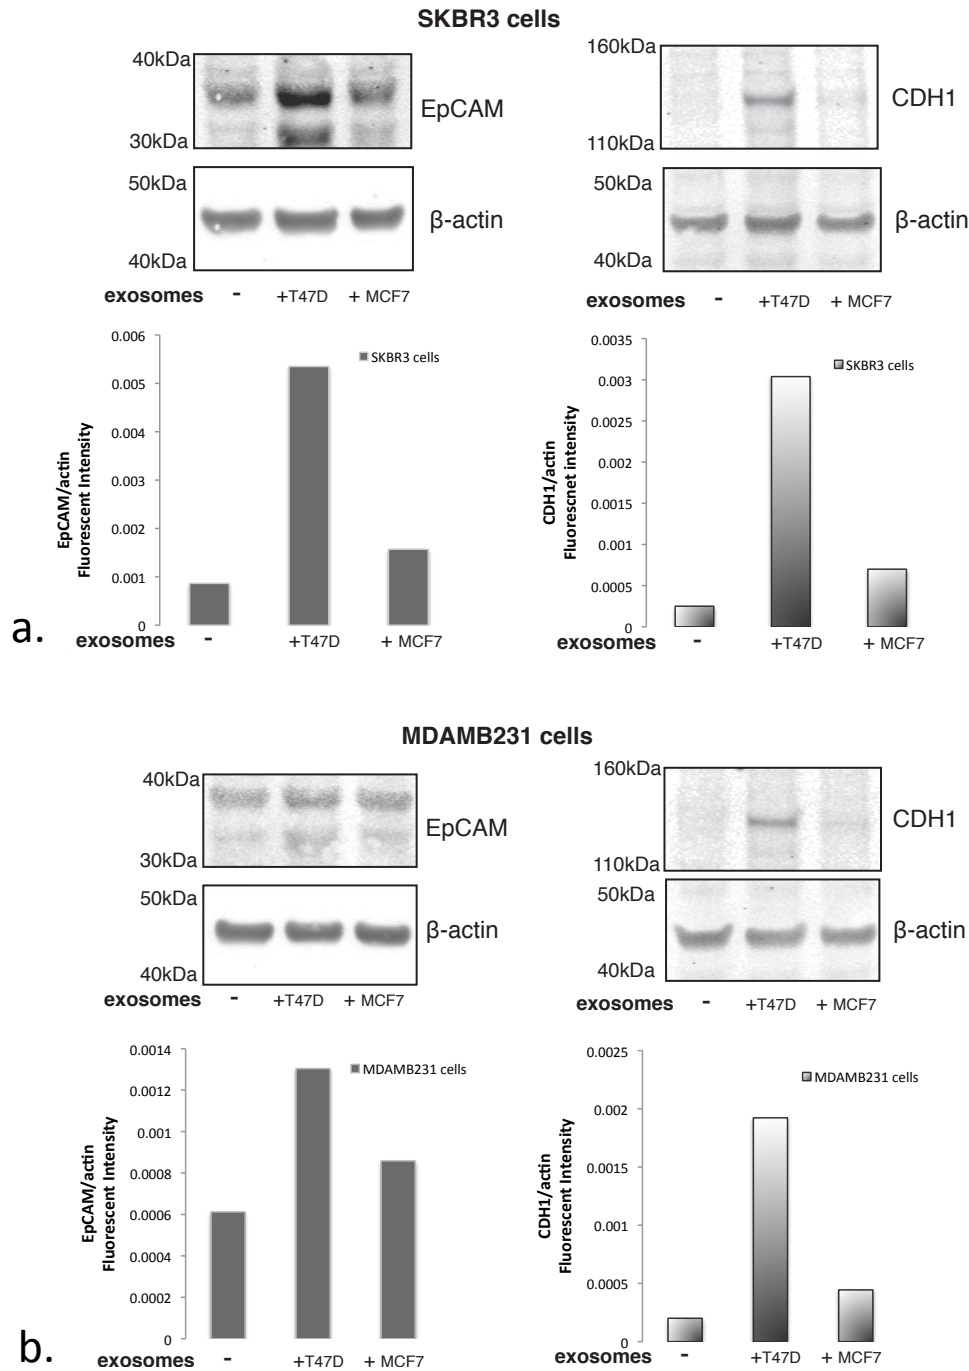 SKBR3 cells
40kDa
30kDa
EpCAM
50kDa
40kDa
β-actin
exosomes - +T47D + MCF7
160kDa
110kDa
CDH1
50kDa
40kDa
β-actin
exosomes - +T47D + MCF7
0.006
0.005
0.004
0.003
0.002
0.001
0
EpCAM/actin
Fluorescent Intensity
SKBR3 cells
exosomes - +T47D + MCF7
0.0035
0.003
0.0025
0.002
0.0015
0.001
0.0005
0
CDH1/actin
Fluorescnet intensity
SKBR3 cells
exosomes - +T47D + MCF7
a.
MDAMB231 cells
40kDa
30kDa
EpCAM
50kDa
40kDa
β-actin
exosomes - +T47D + MCF7
160kDa
110kDa
CDH1
50kDa
40kDa
β-actin
exosomes - +T47D + MCF7
0.0014
0.0012
0.001
0.0008
0.0006
0.0004
0.0002
0
EpCAM/actin
Fluorescent Intensity
MDAMB231 cells
exosomes - +T47D + MCF7
0.0025
0.002
0.0015
0.001
0.0005
0
CDH1/actin
Fluorescent Intensity
MDAMB231 cells
exosomes - +T47D + MCF7
b.